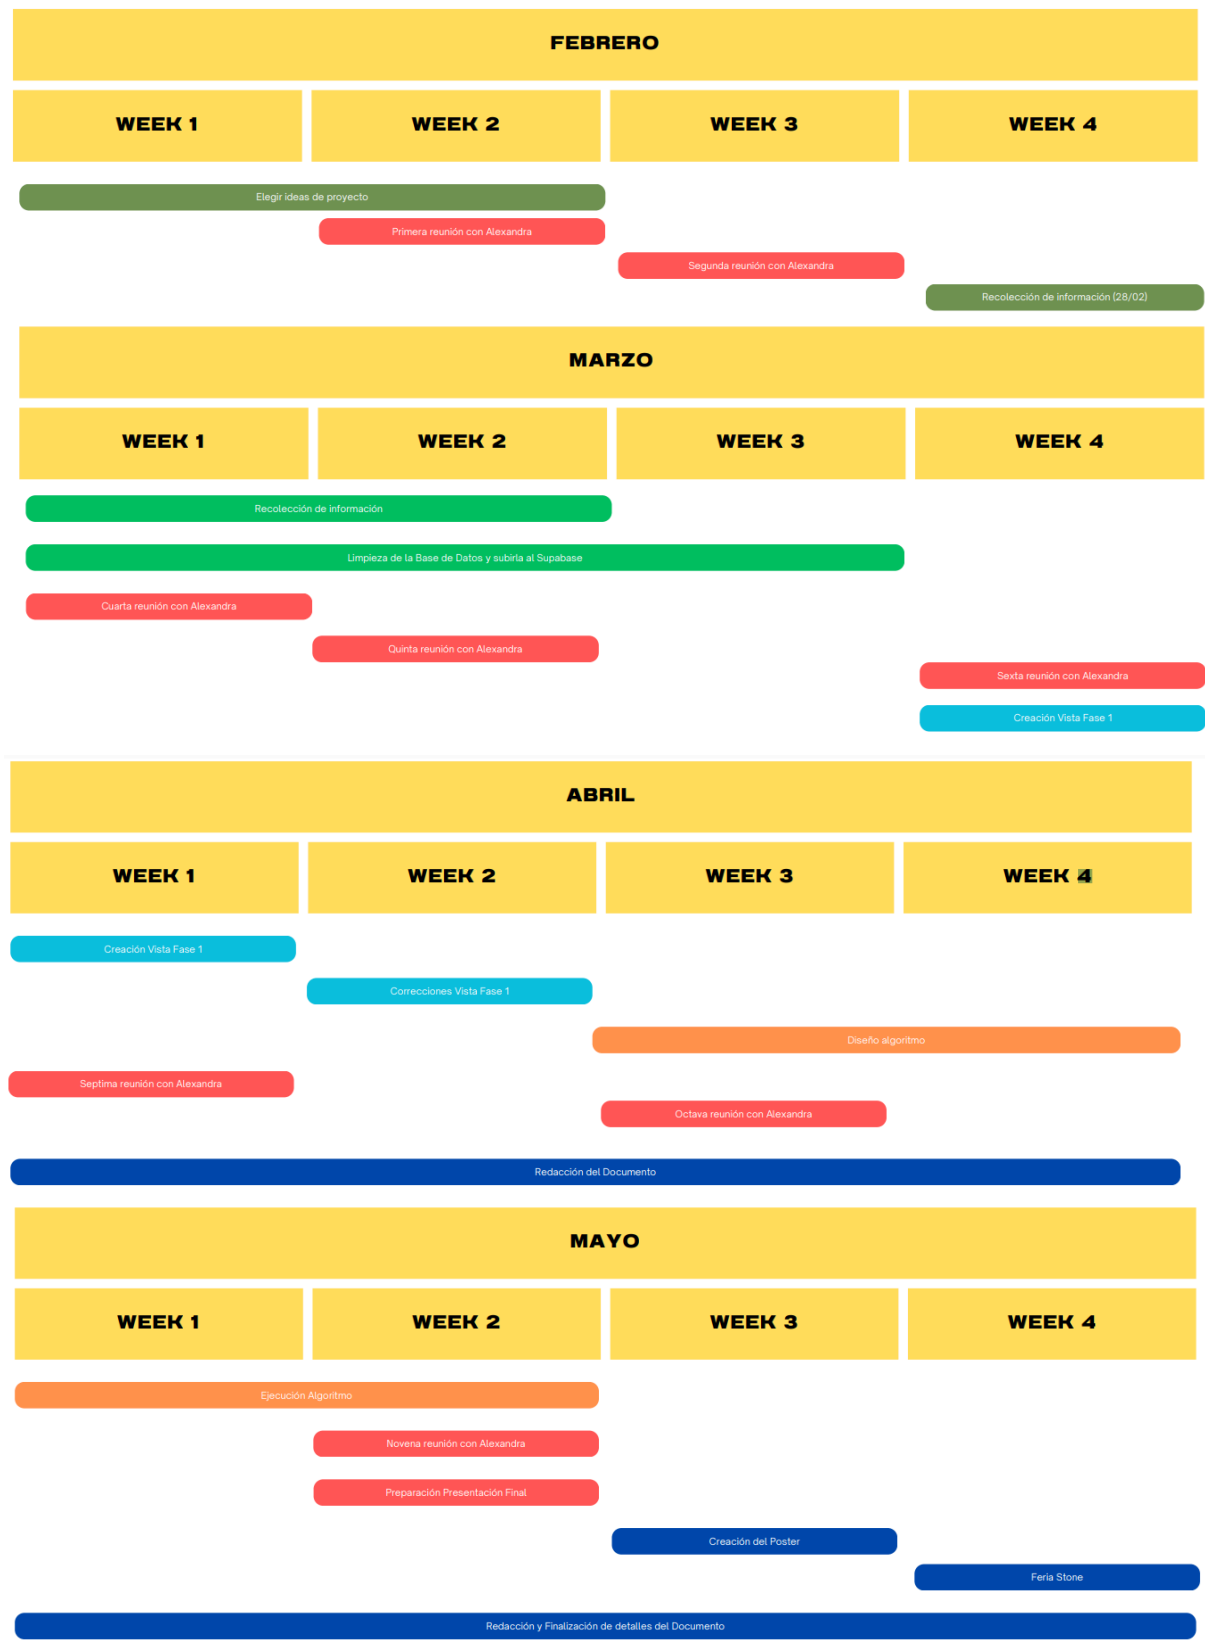 FEBRERO
WEEK 1
WEEK 2
WEEK 3
WEEK 4
Elegir ideas de proyecto
Primera reunión con Alexandra
Segunda reunión con Alexandra
Recolección de información (28/02)
MARZO
WEEK 1
WEEK 2
WEEK 3
WEEK 4
Recolección de información
Limpieza de la Base de Datos y subirla al Supabase
Cuarta reunión con Alexandra
Quinta reunión con Alexandra
Sexta reunión con Alexandra
Creación Vista Fase 1
ABRIL
WEEK 1
WEEK 2
WEEK 3
WEEK 4
Creación Vista Fase 1
Correcciones Vista Fase 1
Diseño algoritmo
Septima reunión con Alexandra
Octava reunión con Alexandra
Redacción del Documento
MAYO
WEEK 1
WEEK 2
WEEK 3
WEEK 4
Ejecución Algoritmo
Novena reunión con Alexandra
Preparación Presentación Final
Creación del Poster
Feria Stone
Redacción y Finalización de detalles del Documento